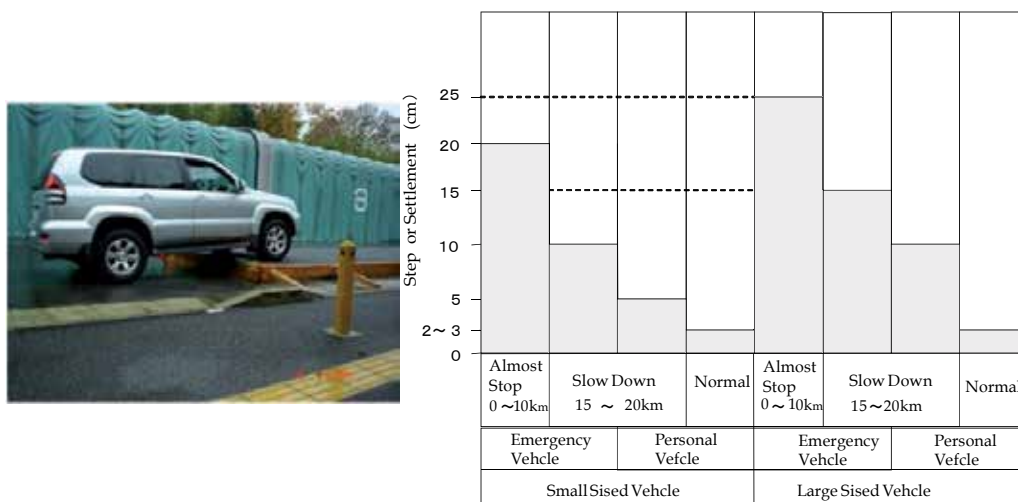 Step or Settlement (cm)
25
20
15
10
5
2～3
0
Almost
Stop
0～10km
Slow Down
15 ～ 20km
Normal
Almost
Stop
0～10km
Slow Down
15～20km
Normal
Emergency
Vehcle
Personal
Vefcle
Emergency
Vehcle
Personal
Vefcle
Small Sised Vehcle
Large Sised Vehcle